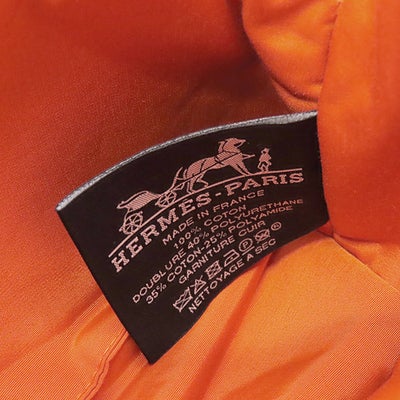 HERMES-PARIS
MADE IN FRANCE
100% COTON
DOUBLURE 40% POLYURETHANE
35% COTON-25% POLYAMIDE
GARNITURE CUIR
NETTOYAGE A SEC